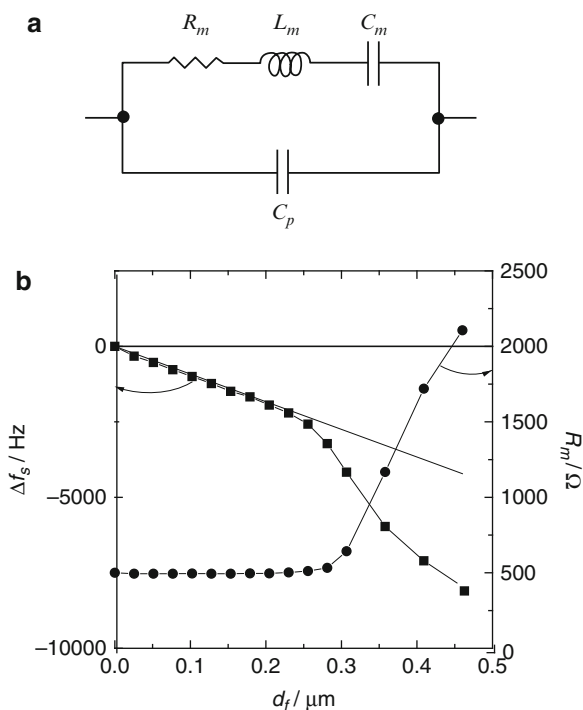 a
R_m L_m C_m
C_p
b
2500
0
2000
1500
Δf_s / Hz
R_m / Ω
−5000
1000
500
−10000
0
0.0 0.1 0.2 0.3 0.4 0.5
d_f / μm